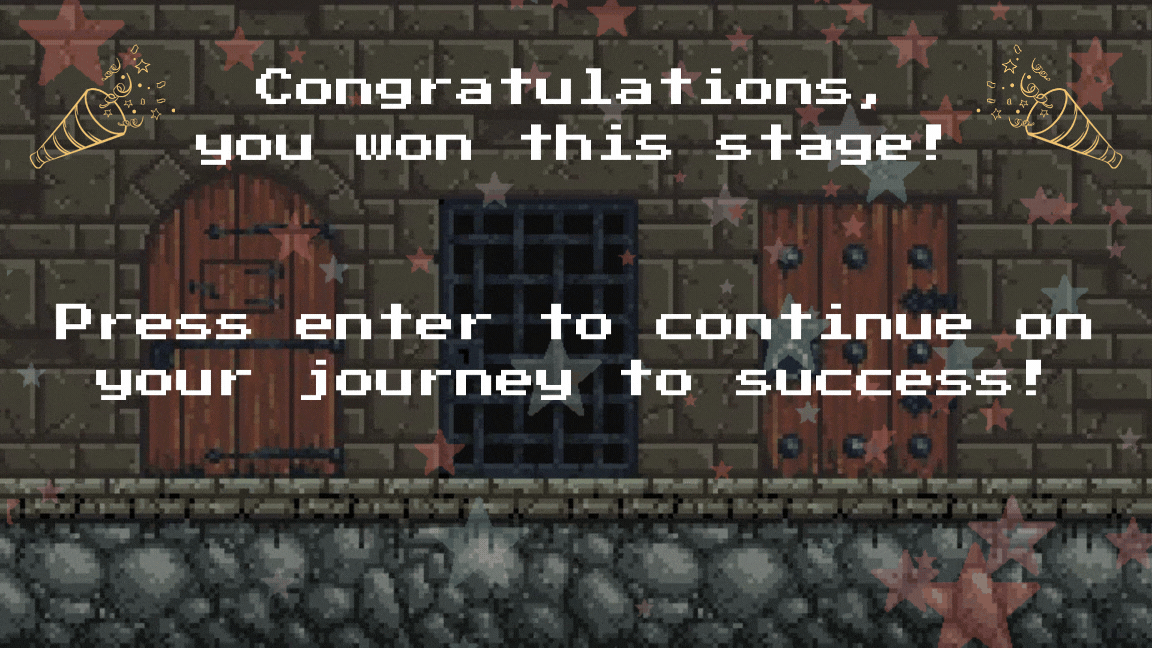 Congratulations,
you won this stage!
Press enter to continue on
your journey to success!